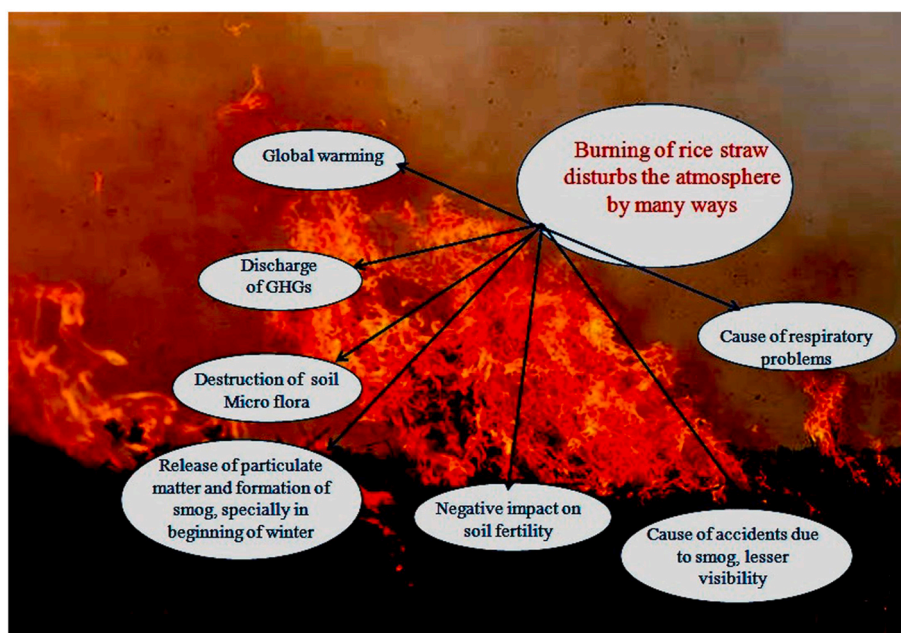 Burning of rice straw
disturbs the atmosphere
by many ways
Global warming
Discharge
of GHGs
Destruction of soil
Micro flora
Release of particulate
matter and formation of
smog, specially in
beginning of winter
Negative impact on
soil fertility
Cause of accidents due
to smog, lesser
visibility
Cause of respiratory
problems